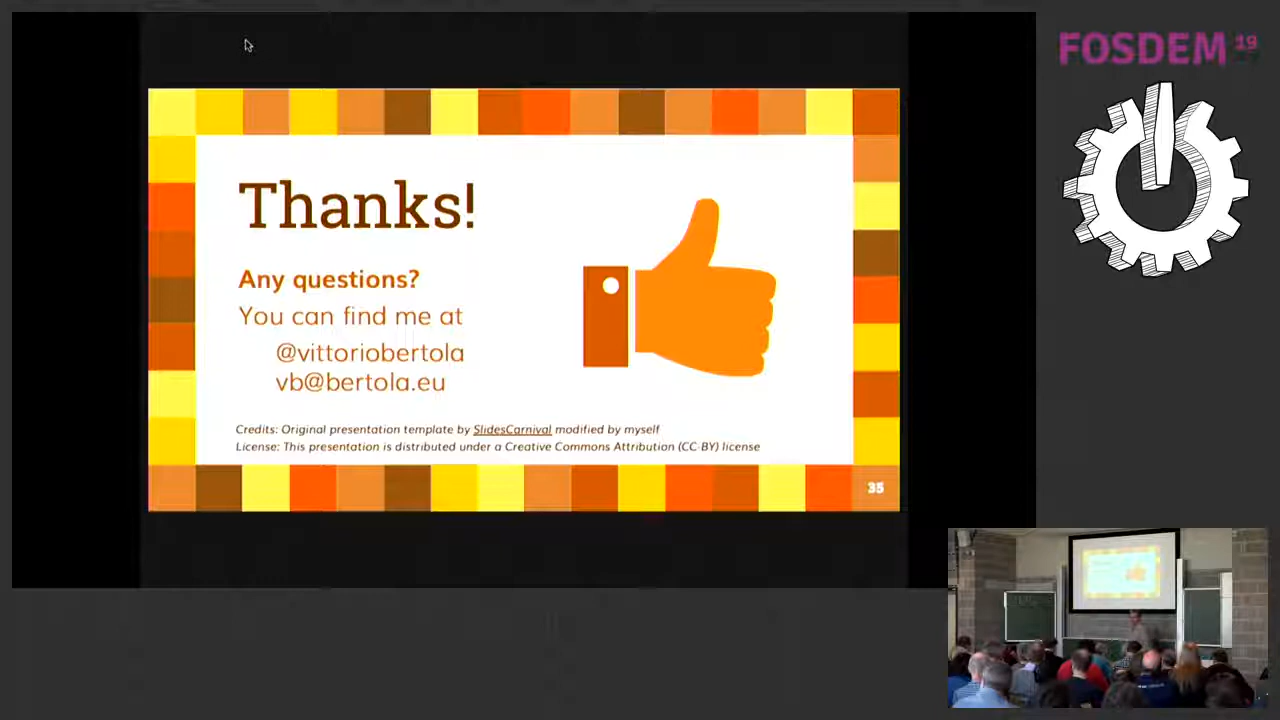 FOSDEM 19
Thanks!
Any questions?
You can find me at
@vittoriobertola
vb@bertola.eu
Credits: Original presentation template by SlidesCarnival modified by myself
License: This presentation is distributed under a Creative Commons Attribution (CC-BY) license
35